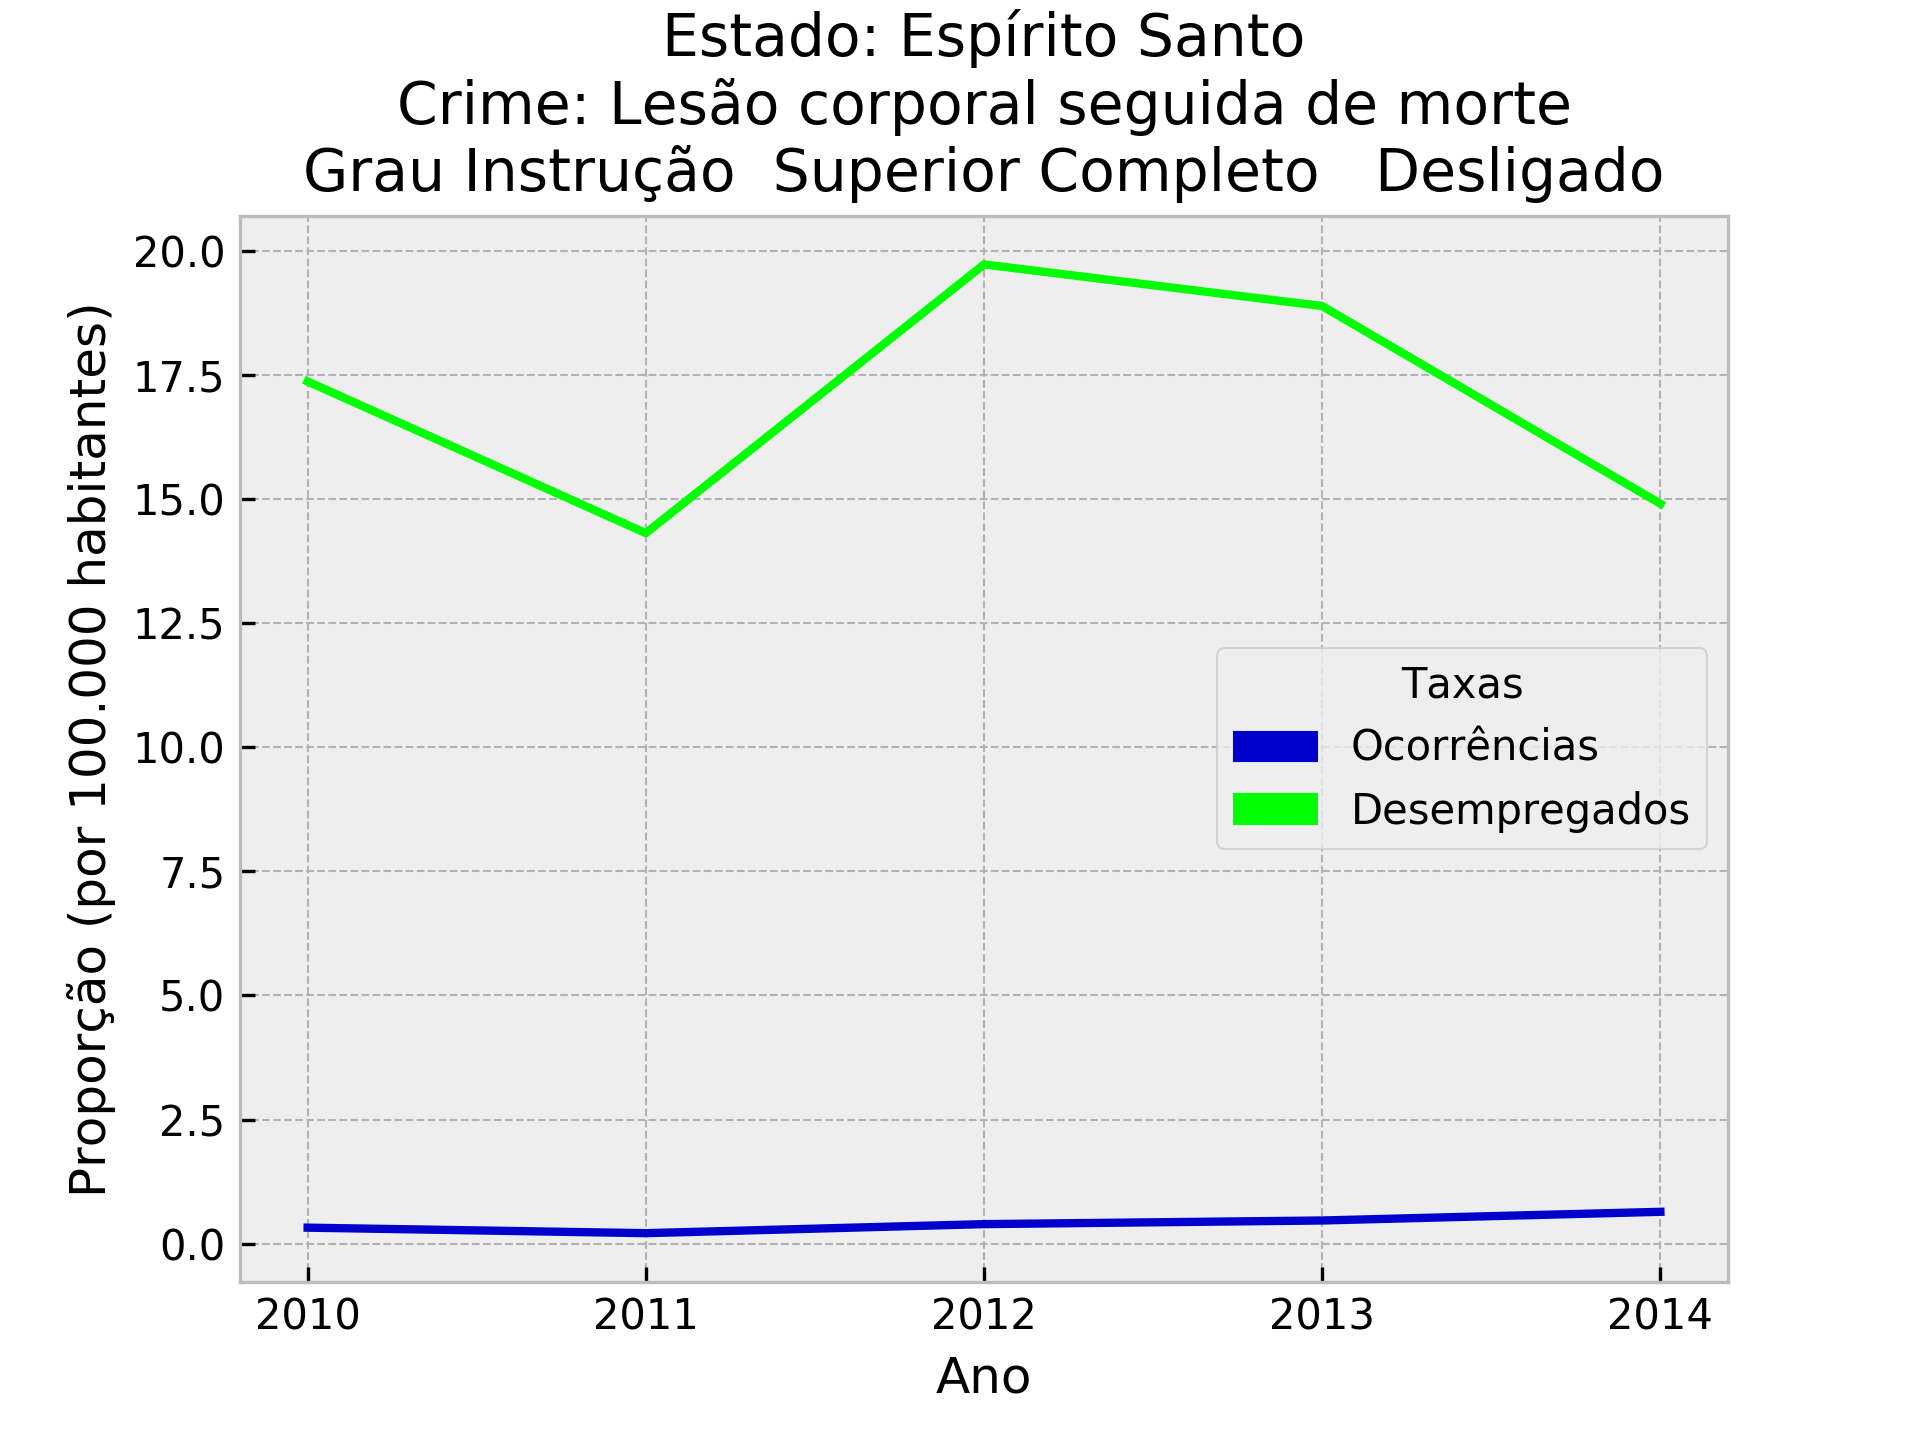 Estado: Espírito Santo
Crime: Lesão corporal seguida de morte
Grau Instrução  Superior Completo   Desligado
Proporção (por 100.000 habitantes)
20.0
17.5
15.0
12.5
10.0
7.5
5.0
2.5
0.0
Taxas
Ocorrências
Desempregados
2010 2011 2012 2013 2014
Ano